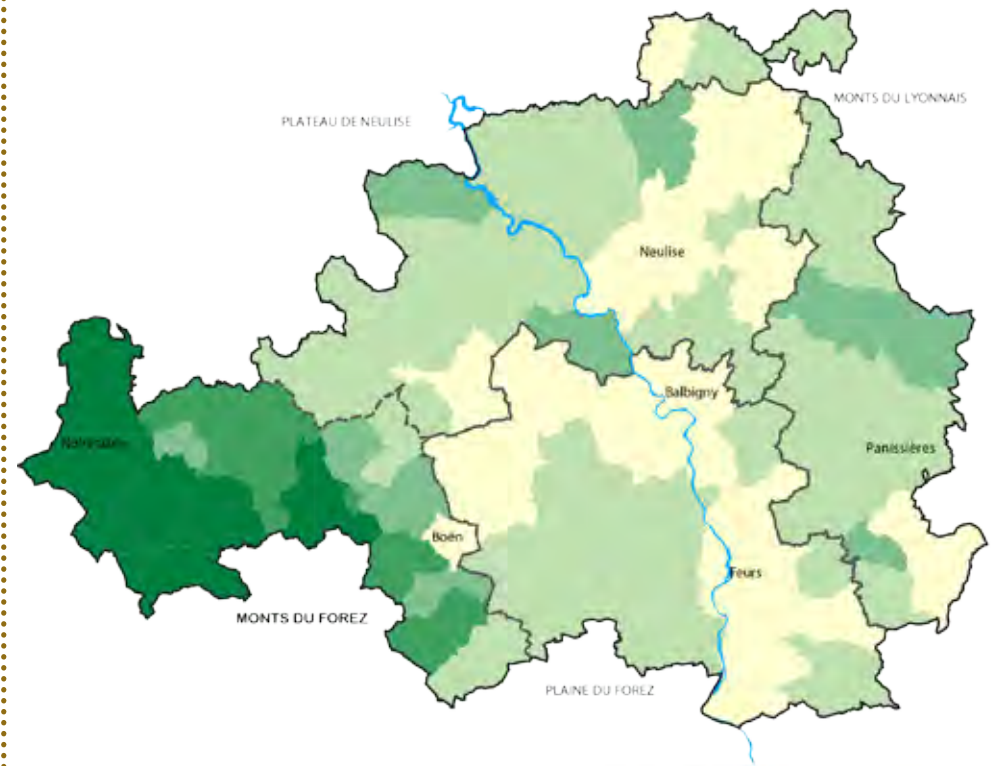 MONTS DU LYONNAIS
PLATEAU DE NEULISE
Neulise
Balbigny
Panissières
Boën
Feurs
MONTS DU FOREZ
PLAINE DU FOREZ